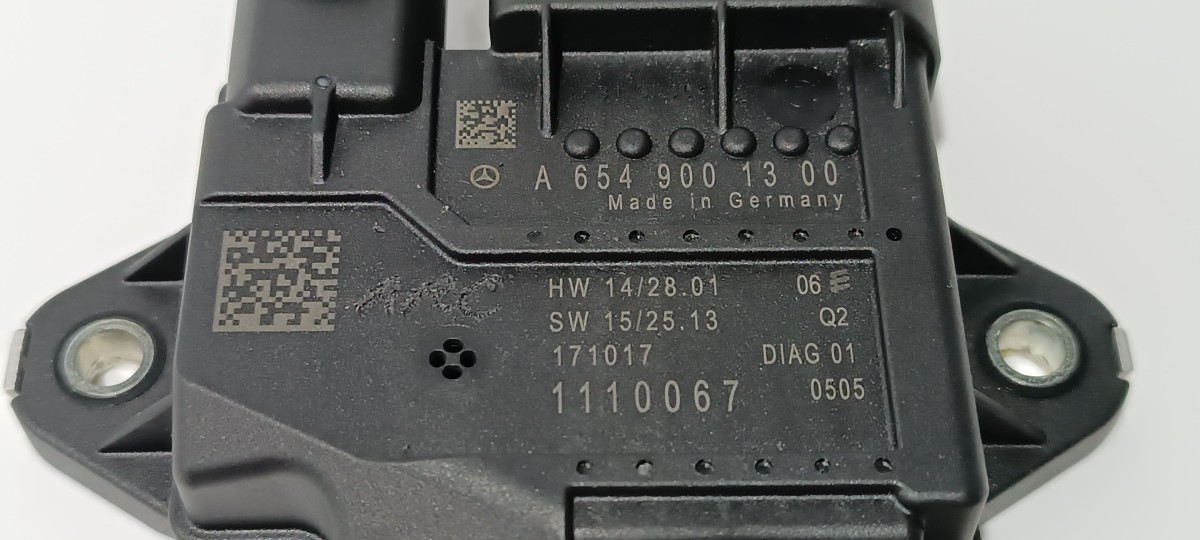 A 654 900 13 00
Made in Germany
HW 14/28.01 06
SW 15/25.13 Q2
171017 DIAG 01
1110067 0505